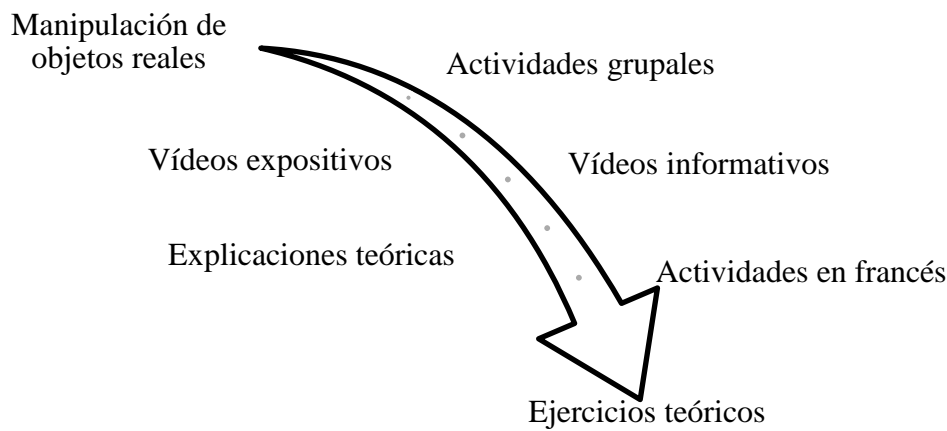 Manipulación de
objetos reales
Actividades grupales
Vídeos expositivos
Vídeos informativos
Explicaciones teóricas
Actividades en francés
Ejercicios teóricos